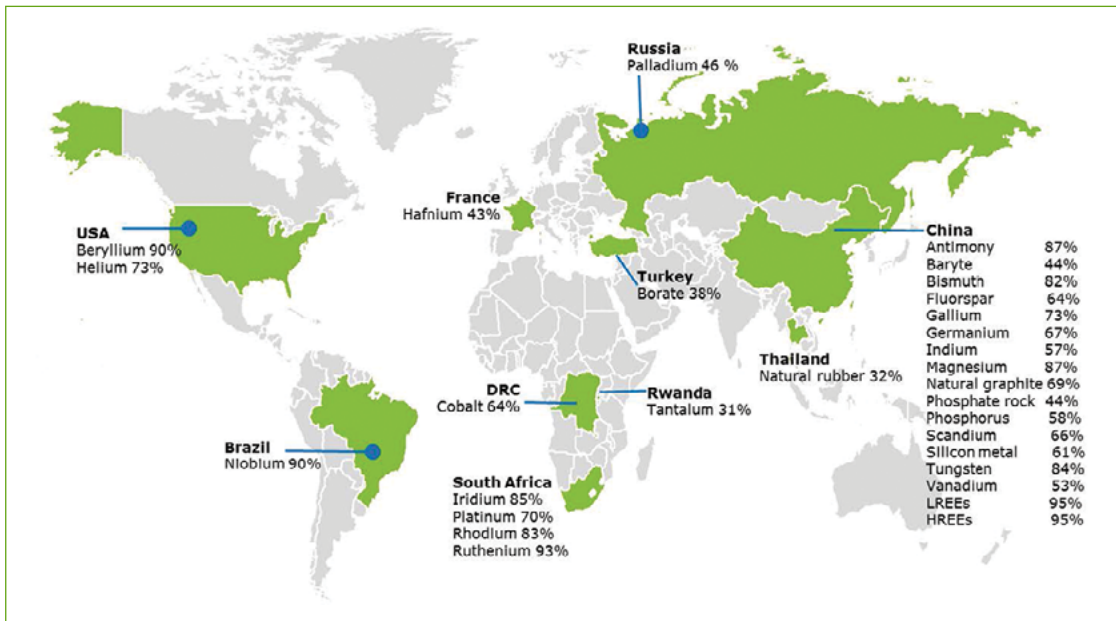 Russia
Palladium 46 %
France
Hafnium 43%
USA
Beryllium 90%
Helium 73%
Turkey
Borate 38%
China
Antimony 87%
Baryte 44%
Bismuth 82%
Fluorspar 64%
Gallium 73%
Germanium 67%
Indium 57%
Magnesium 87%
Natural graphite 69%
Phosphate rock 44%
Phosphorus 58%
Scandium 66%
Silicon metal 61%
Tungsten 84%
Vanadium 53%
LREEs 95%
HREEs 95%
Thailand
Natural rubber 32%
DRC
Cobalt 64%
Rwanda
Tantalum 31%
Brazil
Niobium 90%
South Africa
Iridium 85%
Platinum 70%
Rhodium 83%
Ruthenium 93%